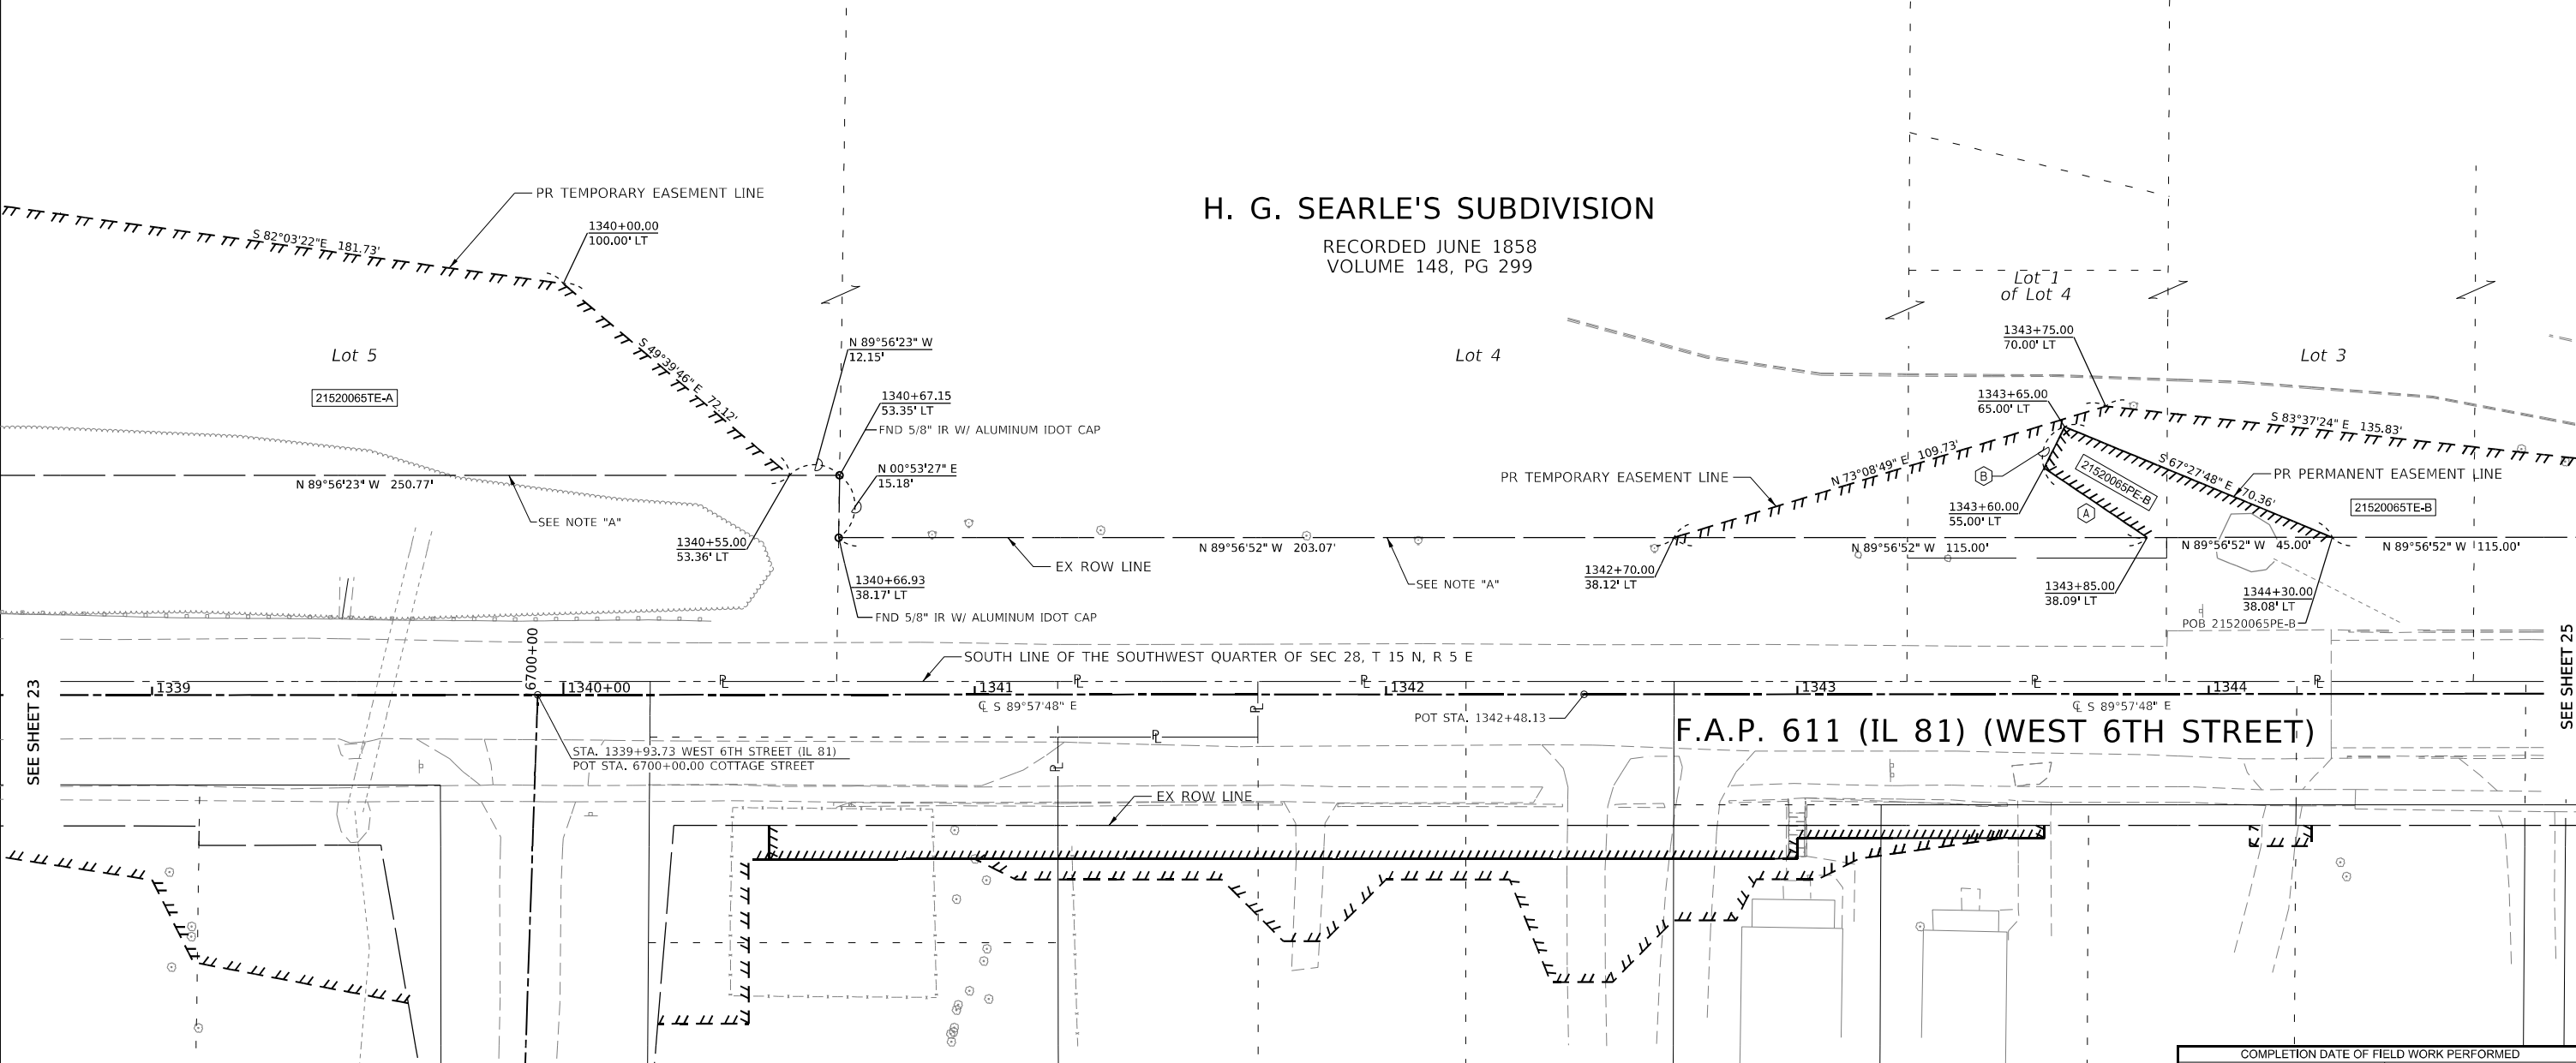 H. G. SEARLE'S SUBDIVISION
RECORDED JUNE 1858
VOLUME 148, PG 299
PR TEMPORARY EASEMENT LINE
1340+00.00
100.00' LT
S 82°03'22"E 181.73'
S 49°39'46" E 72.12'
Lot 5
21520065TE-A
N 89°56'23" W
12.15'
1340+67.15
53.35' LT
FND 5/8" IR W/ ALUMINUM IDOT CAP
N 00°53'27" E
15.18'
N 89°56'23" W 250.77'
SEE NOTE "A"
1340+55.00
53.36' LT
1340+66.93
38.17' LT
FND 5/8" IR W/ ALUMINUM IDOT CAP
EX ROW LINE
N 89°56'52" W 203.07'
SEE NOTE "A"
Lot 4
Lot 1
of Lot 4
Lot 3
1343+75.00
70.00' LT
1343+65.00
65.00' LT
S 83°37'24" E 135.83'
PR TEMPORARY EASEMENT LINE
N 73°08'49" E 109.73'
B
21520065PE-B
S 67°27'48" E 70.36'
PR PERMANENT EASEMENT LINE
21520065TE-B
1343+60.00
55.00' LT
A
N 89°56'52" W 115.00'
N 89°56'52" W 45.00'
N 89°56'52" W 115.00'
1342+70.00
38.12' LT
1343+85.00
38.09' LT
1344+30.00
38.08' LT
POB 21520065PE-B
6700+00
SOUTH LINE OF THE SOUTHWEST QUARTER OF SEC 28, T 15 N, R 5 E
SEE SHEET 23
SEE SHEET 25
1339
1340+00
1341
1342
1343
1344
PL
PL
PL
PL
PL
PL
PL
PL
CL S 89°57'48" E
CL S 89°57'48" E
POT STA. 1342+48.13
F.A.P. 611 (IL 81) (WEST 6TH STREET)
STA. 1339+93.73 WEST 6TH STREET (IL 81)
POT STA. 6700+00.00 COTTAGE STREET
EX ROW LINE
COMPLETION DATE OF FIELD WORK PERFORMED